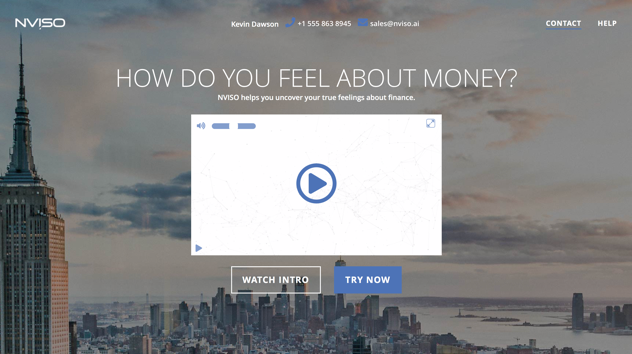 NVISO
Kevin Dawson +1 555 863 8945 sales@nviso.ai
CONTACT HELP
HOW DO YOU FEEL ABOUT MONEY?
NVISO helps you uncover your true feelings about finance.
WATCH INTRO TRY NOW